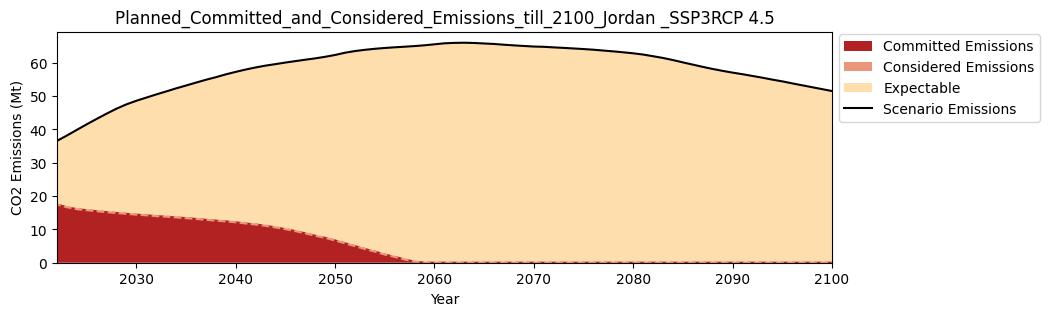 Planned_Committed_and_Considered_Emissions_till_2100_Jordan _SSP3RCP 4.5
Committed Emissions
Considered Emissions
Expectable
Scenario Emissions
CO2 Emissions (Mt)
60
50
40
30
20
10
0
2030 2040 2050 2060 2070 2080 2090 2100
Year